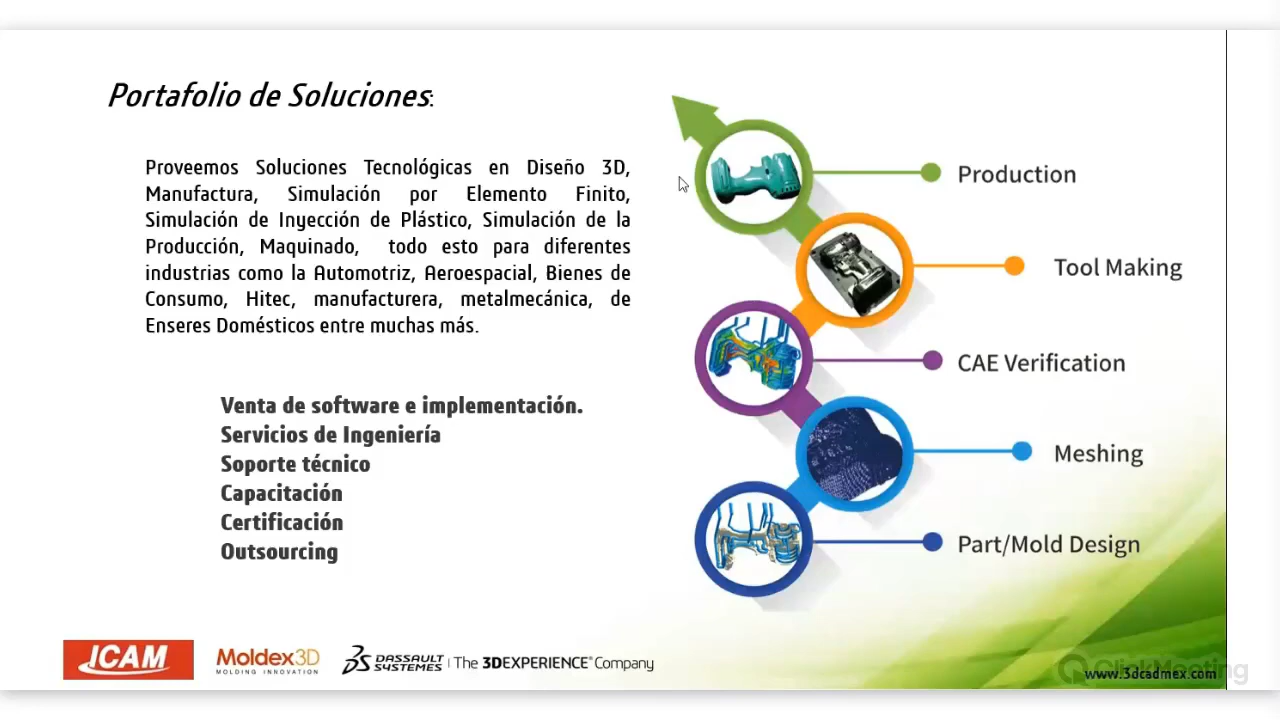 Portafolio de Soluciones:
Proveemos Soluciones Tecnológicas en Diseño 3D,
Manufactura, Simulación por Elemento Finito,
Simulación de Inyección de Plástico, Simulación de la
Producción, Maquinado, todo esto para diferentes
industrias como la Automotriz, Aeroespacial, Bienes de
Consumo, Hitec, manufacturera, metalmecánica, de
Enseres Domésticos entre muchas más.
Venta de software e implementación.
Servicios de Ingeniería
Soporte técnico
Capacitación
Certificación
Outsourcing
Production
Tool Making
CAE Verification
Meshing
Part/Mold Design
ICAM
Moldex3D
MOLDING INNOVATION
DASSAULT
SYSTEMES
The 3DEXPERIENCE® Company
ClickMeeting
www.3dcadmex.com